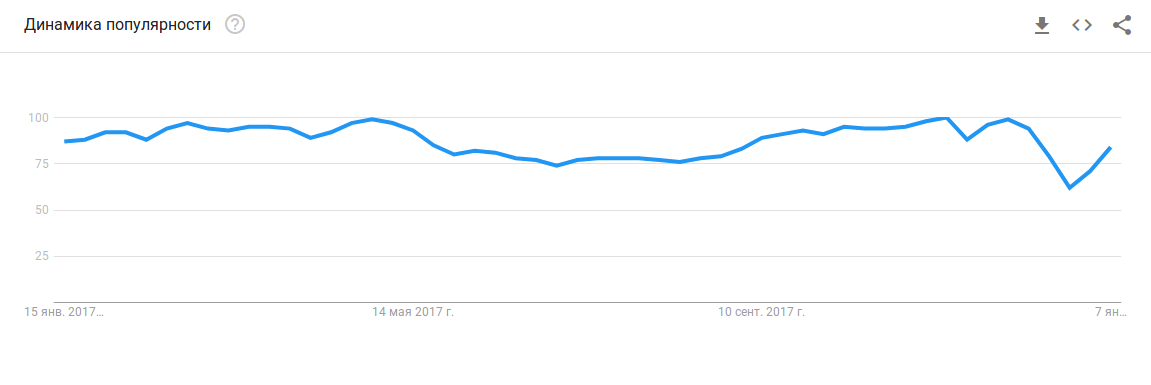 Динамика популярности
100
75
50
25
15 янв. 2017…
14 мая 2017 г.
10 сент. 2017 г.
7 ян…